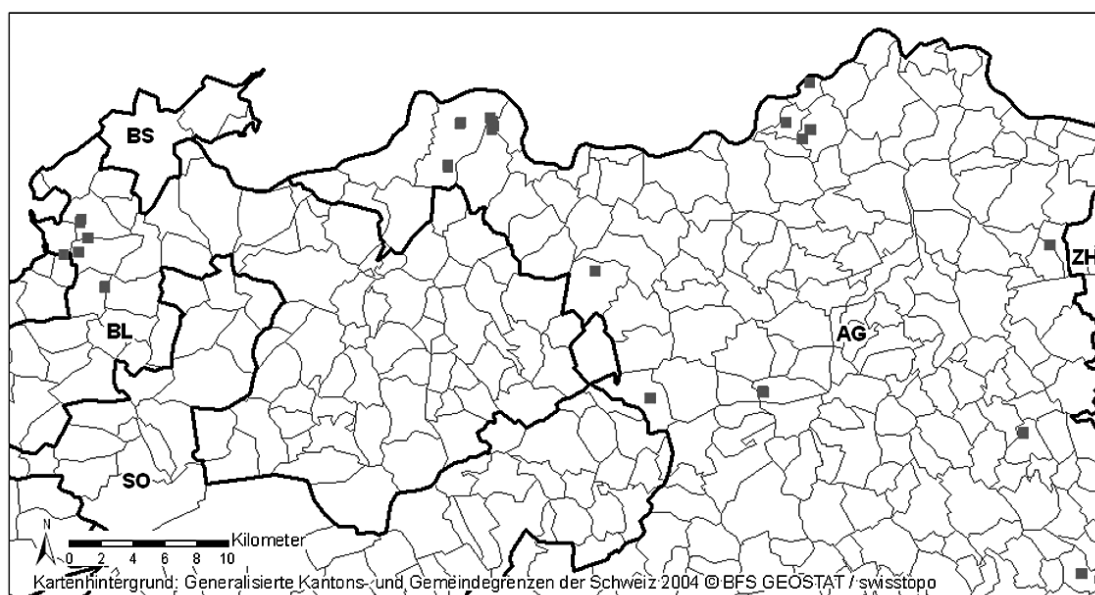 BS
ZH
BL
AG
SO
N
Kilometer
0 2 4 6 8 10
Kartenhintergrund: Generalisierte Kantons- und Gemeindegrenzen der Schweiz 2004 © BFS GEOSTAT / swisstopo